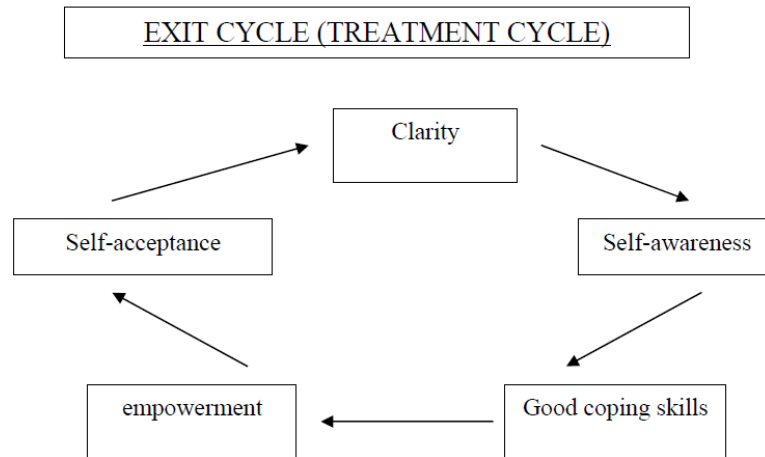 EXIT CYCLE (TREATMENT CYCLE)
Clarity
Self-acceptance
Self-awareness
empowerment
Good coping skills